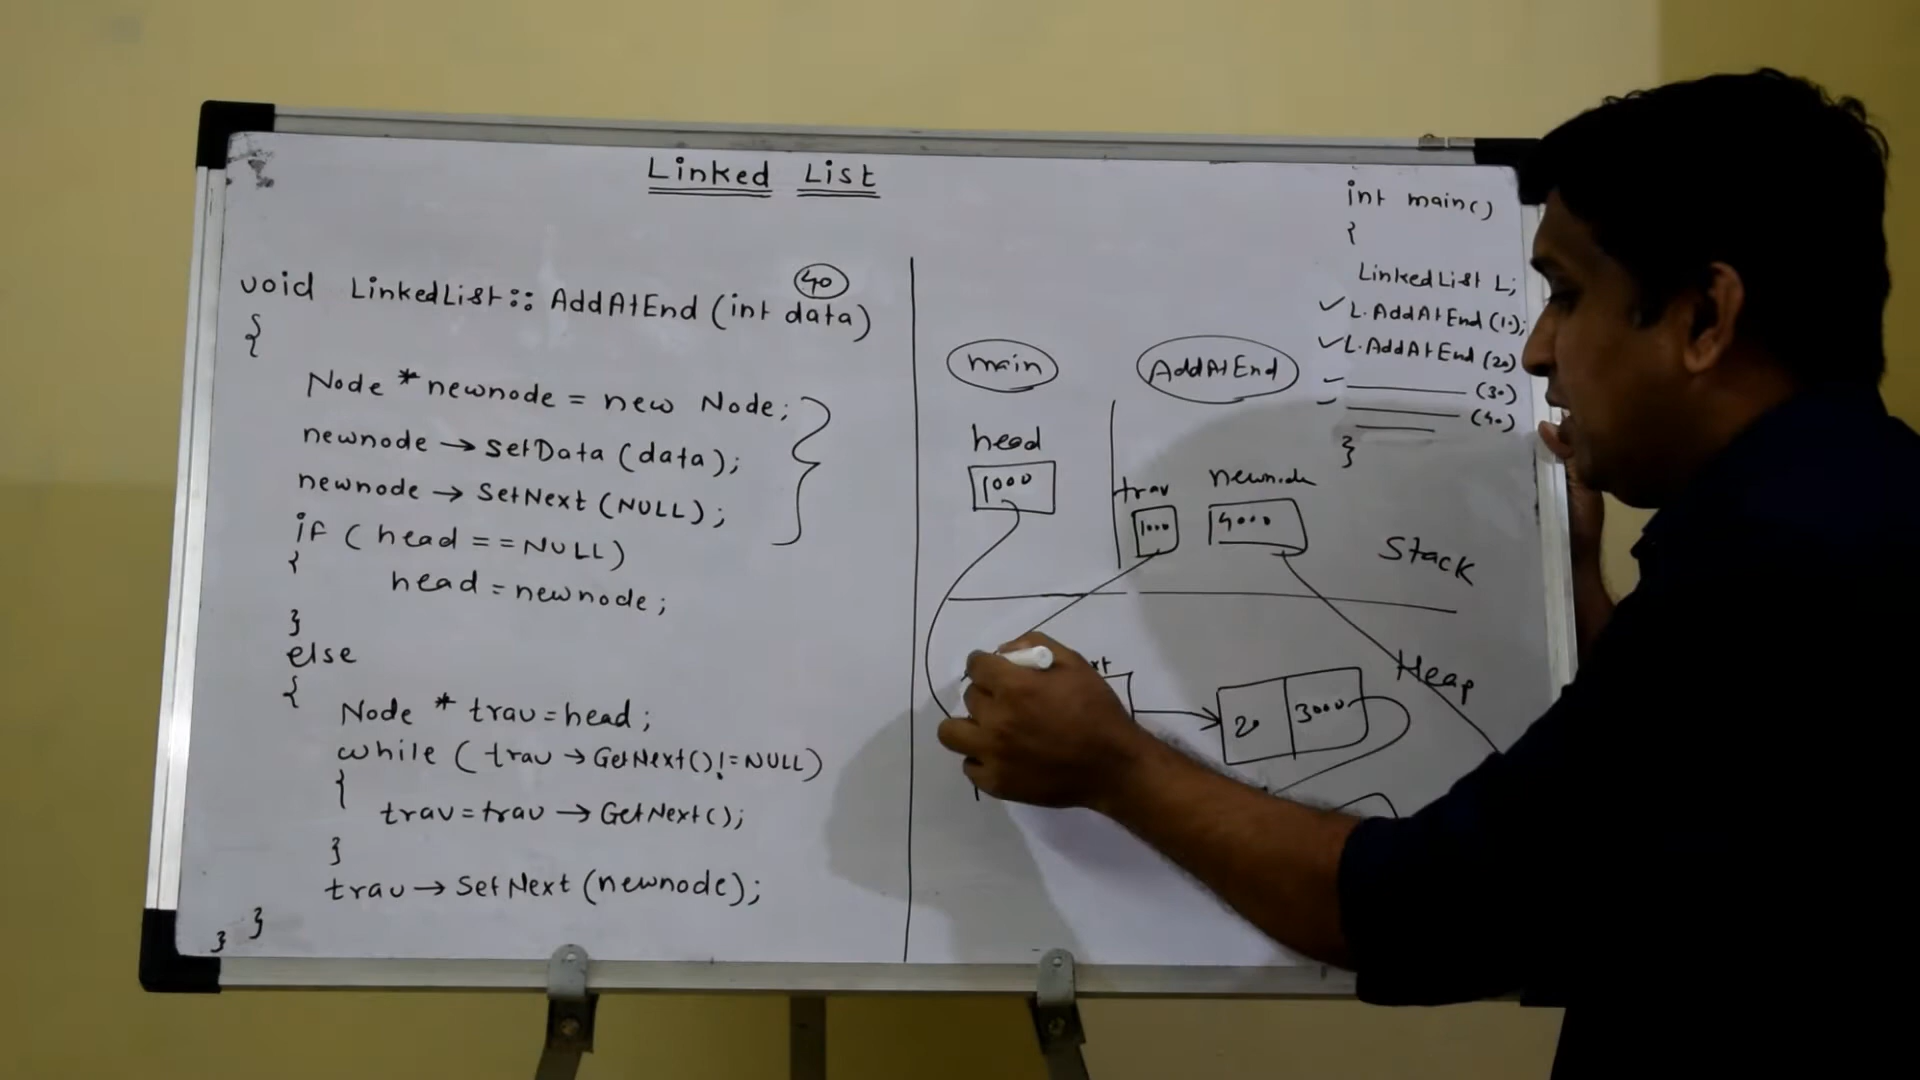 Linked List
40
void LinkedList :: AddAtEnd (int data)
{
Node * newnode = new Node;
newnode → SetData (data);
newnode → SetNext (NULL);
if ( head == NULL)
{
head = newnode;
}
else
{
Node * trav = head;
while ( trav → GetNext() != NULL)
{
trav = trav → GetNext();
}
trav → SetNext (newnode);
}
}
int main()
{
LinkedList L;
✓ L.AddAtEnd (10);
✓ L.AddAtEnd (20)
(30)
(40)
}
main
AddAtEnd
head
1000
trav
1000
newnode
4000
Stack
Heap
20 3000